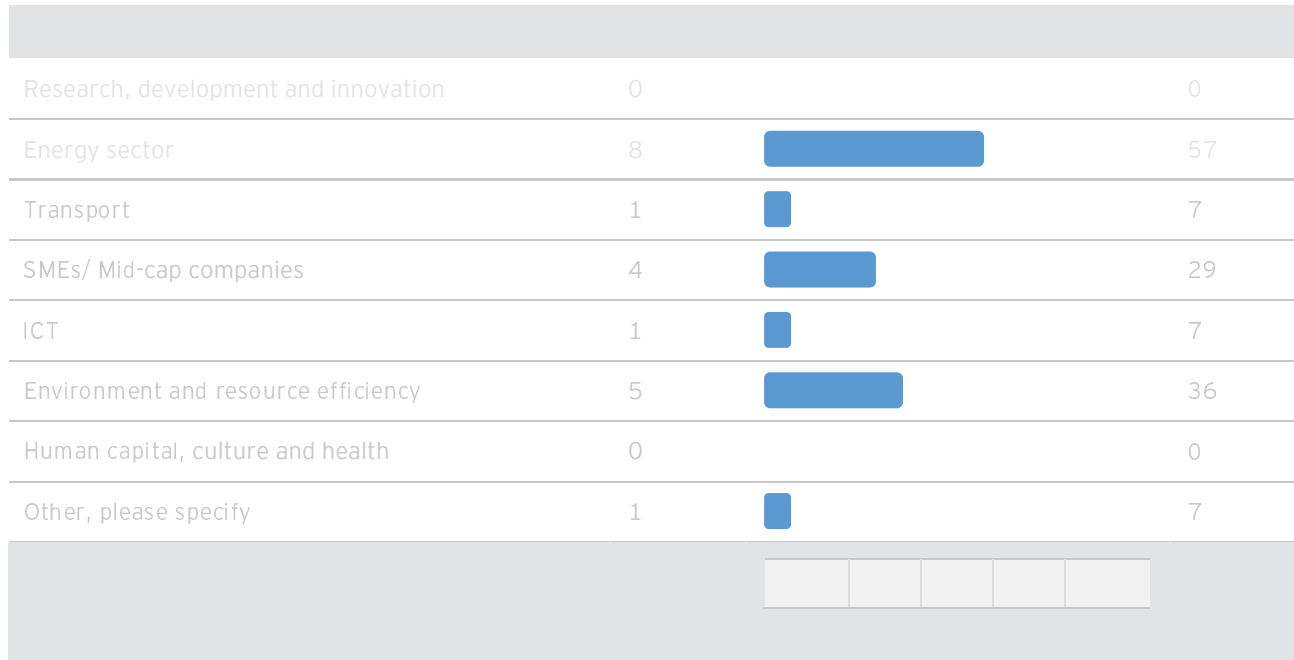 Research, development and innovation 0 0
Energy sector 8 57
Transport 1 7
SMEs/ Mid-cap companies 4 29
ICT 1 7
Environment and resource efficiency 5 36
Human capital, culture and health 0 0
Other, please specify 1 7